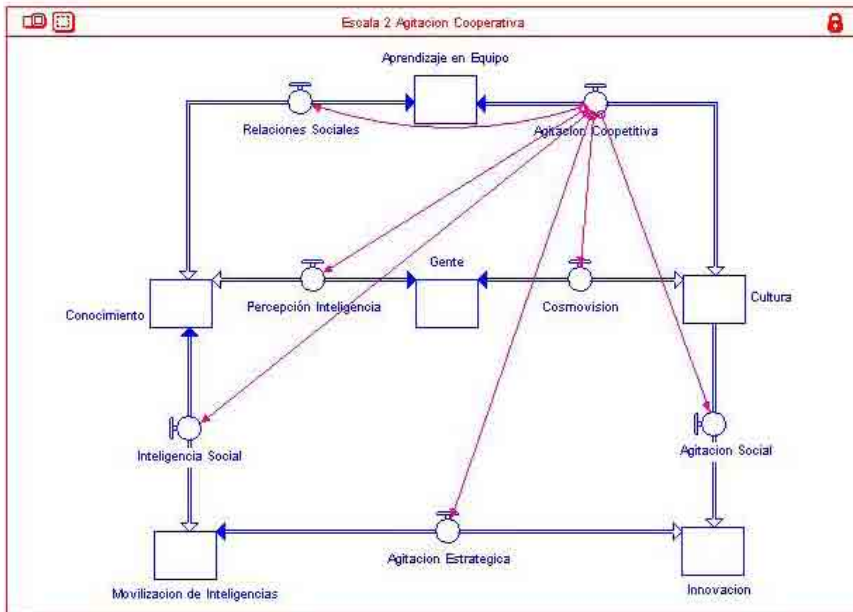 Escala 2 Agitacion Cooperativa
Aprendizaje en Equipo
Relaciones Sociales
Agitacion Coopetitiva
Gente
Conocimiento
Percepción Inteligencia
Cosmovision
Cultura
Inteligencia Social
Agitacion Social
Agitacion Estrategica
Movilizacion de Inteligencias
Innovacion